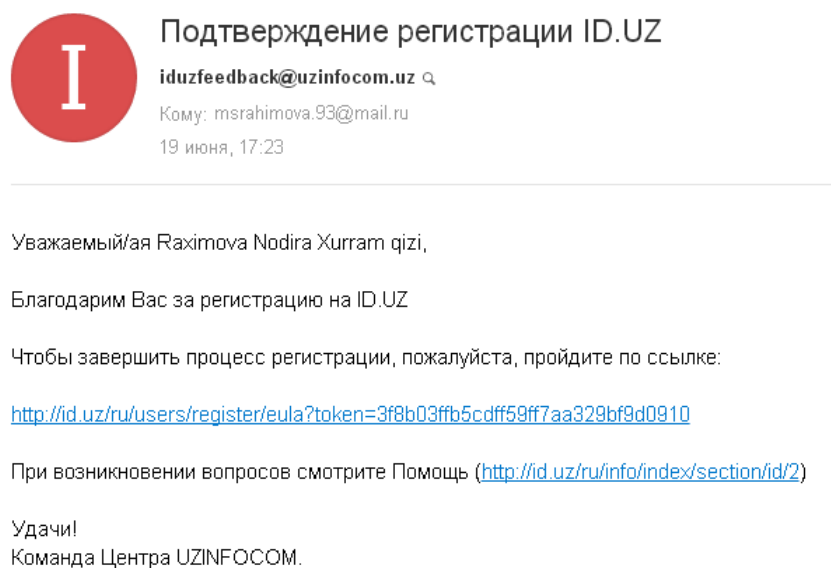 I
Подтверждение регистрации ID.UZ
iduzfeedback@uzinfocom.uz
Кому: msrahimova.93@mail.ru
19 июня, 17:23
Уважаемый/ая Raximova Nodira Xurram qizi,
Благодарим Вас за регистрацию на ID.UZ
Чтобы завершить процесс регистрации, пожалуйста, пройдите по ссылке:
http://id.uz/ru/users/register/eula?token=3f8b03ffb5cdff59ff7aa329bf9d0910
При возникновении вопросов смотрите Помощь (http://id.uz/ru/info/index/section/id/2)
Удачи!
Команда Центра UZINFOCOM.